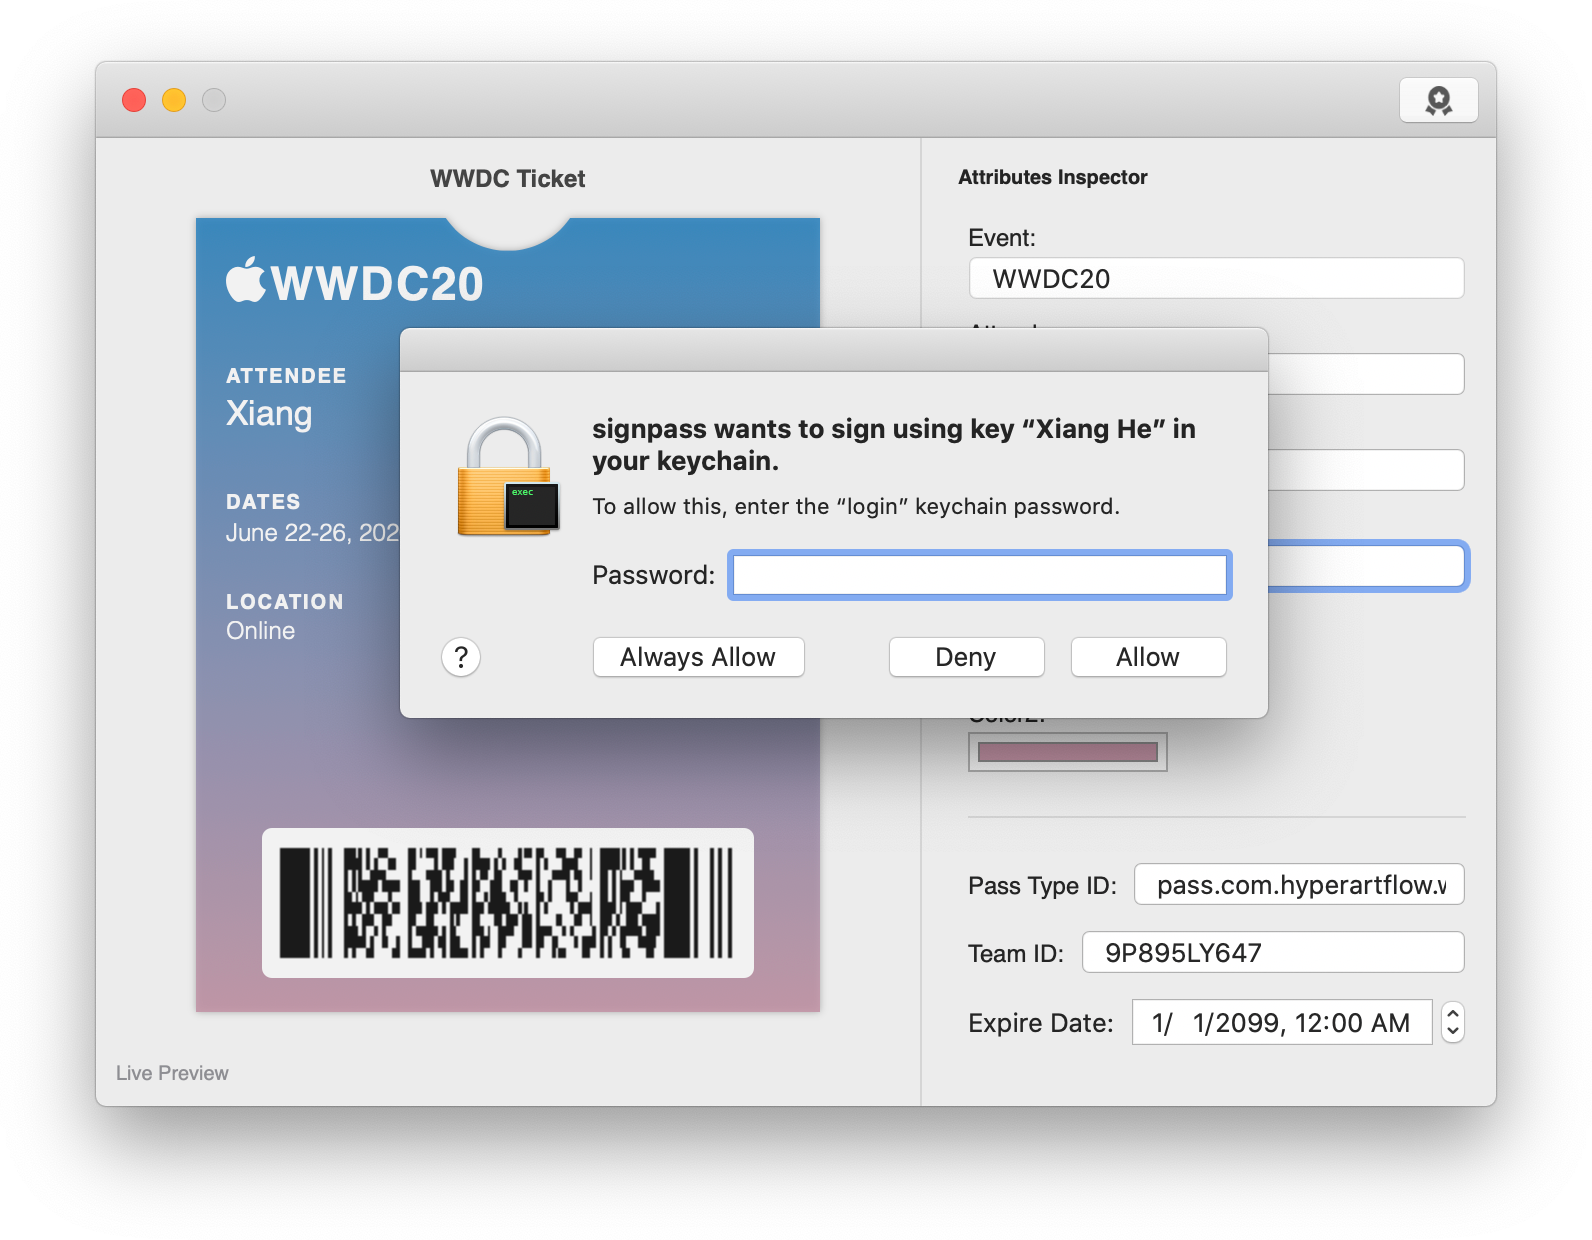 WWDC Ticket
WWDC20
ATTENDEE
Xiang
DATES
June 22-26, 202
LOCATION
Online
Live Preview
signpass wants to sign using key “Xiang He” in
your keychain.
To allow this, enter the “login” keychain password.
exec
Password:
?
Always Allow
Deny
Allow
Attributes Inspector
Event:
WWDC20
Color2:
Pass Type ID:
pass.com.hyperartflow.w
Team ID:
9P895LY647
Expire Date:
1/ 1/2099, 12:00 AM